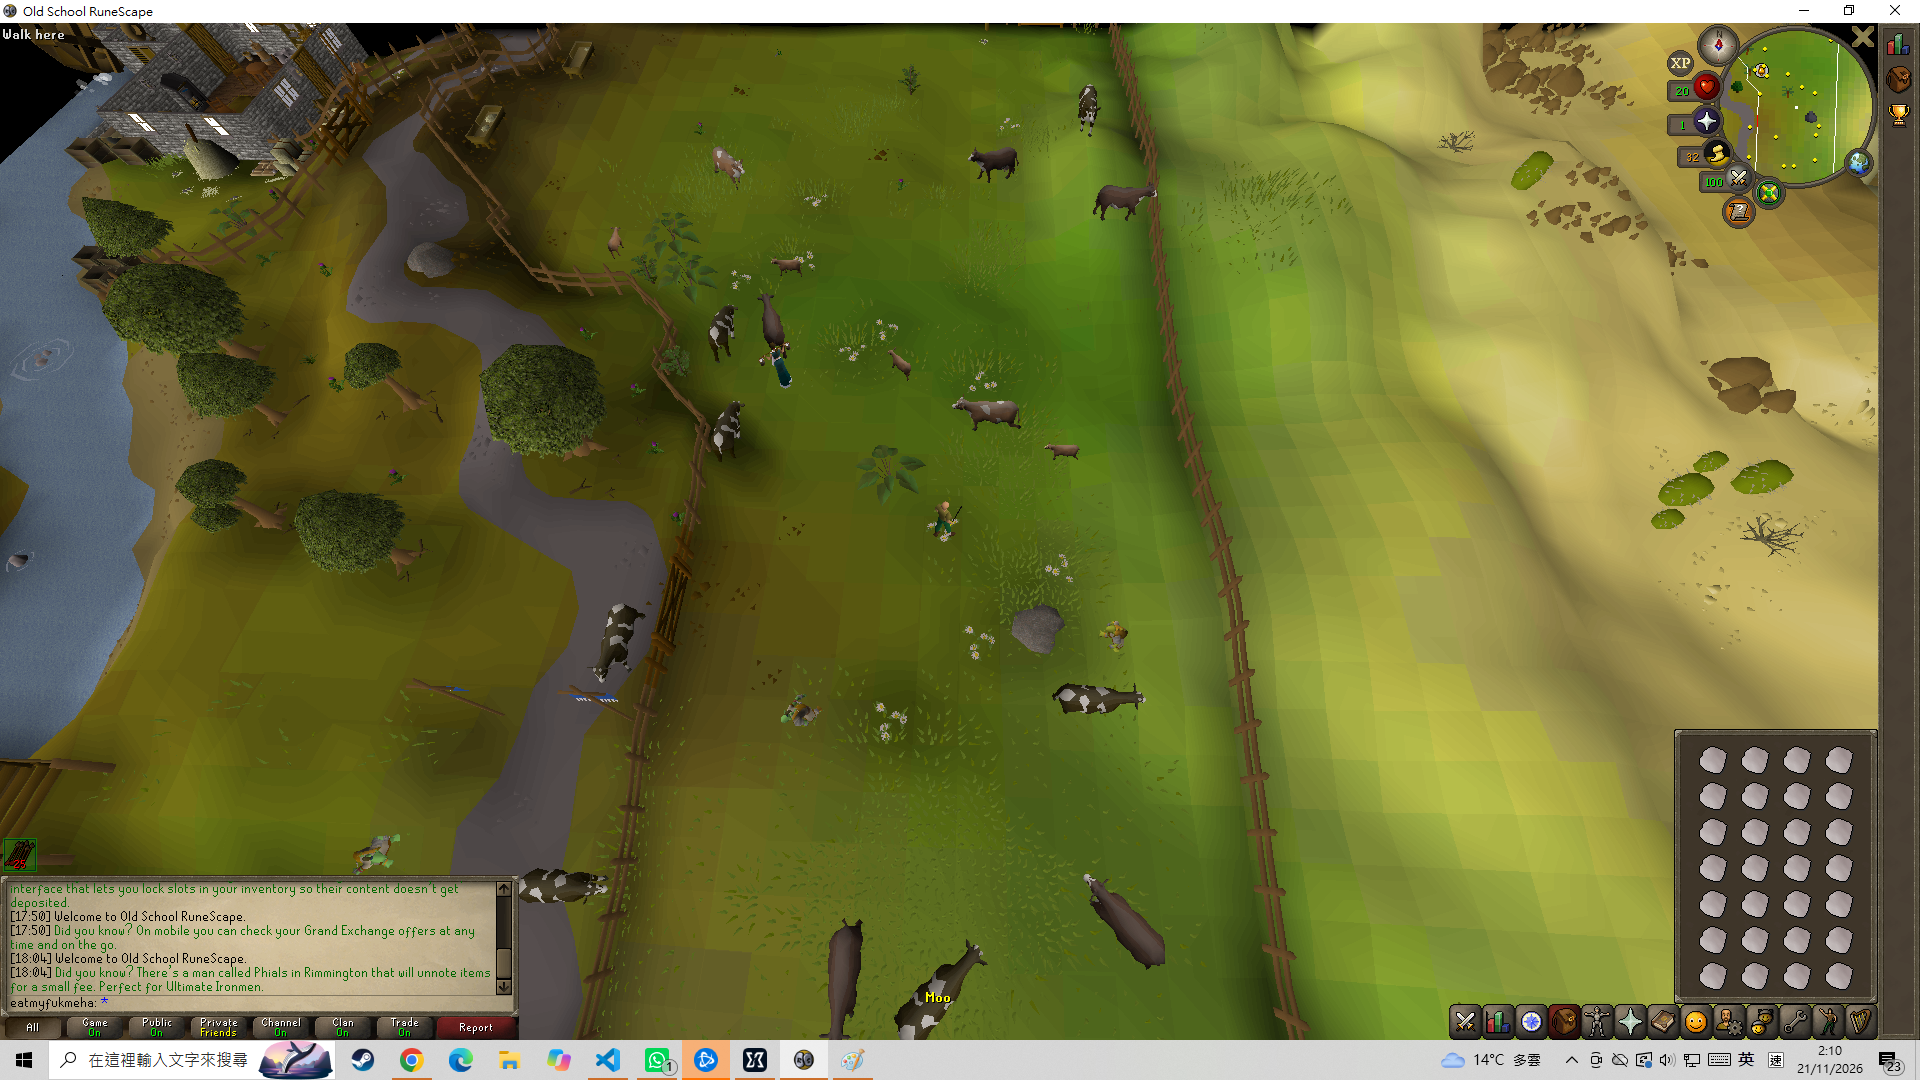 Old School RuneScape
Walk here
N
XP
20
1
32
100
25
interface that lets you lock slots in your inventory so their content doesn't get
deposited.
[17:50] Welcome to Old School RuneScape.
[17:50] Did you know? On mobile you can check your Grand Exchange offers at any
time and on the go.
[18:04] Welcome to Old School RuneScape.
[18:04] Did you know? There's a man called Phials in Rimmington that will unnote items
for a small fee. Perfect for Ultimate Ironmen.
eatmyfukmeha: *
Moo
All
Game
On
Public
On
Private
Friends
Channel
On
Clan
On
Trade
On
Report
在這裡輸入文字來搜尋
1
14°C 多雲
英
速
2:10
21/11/2026
23